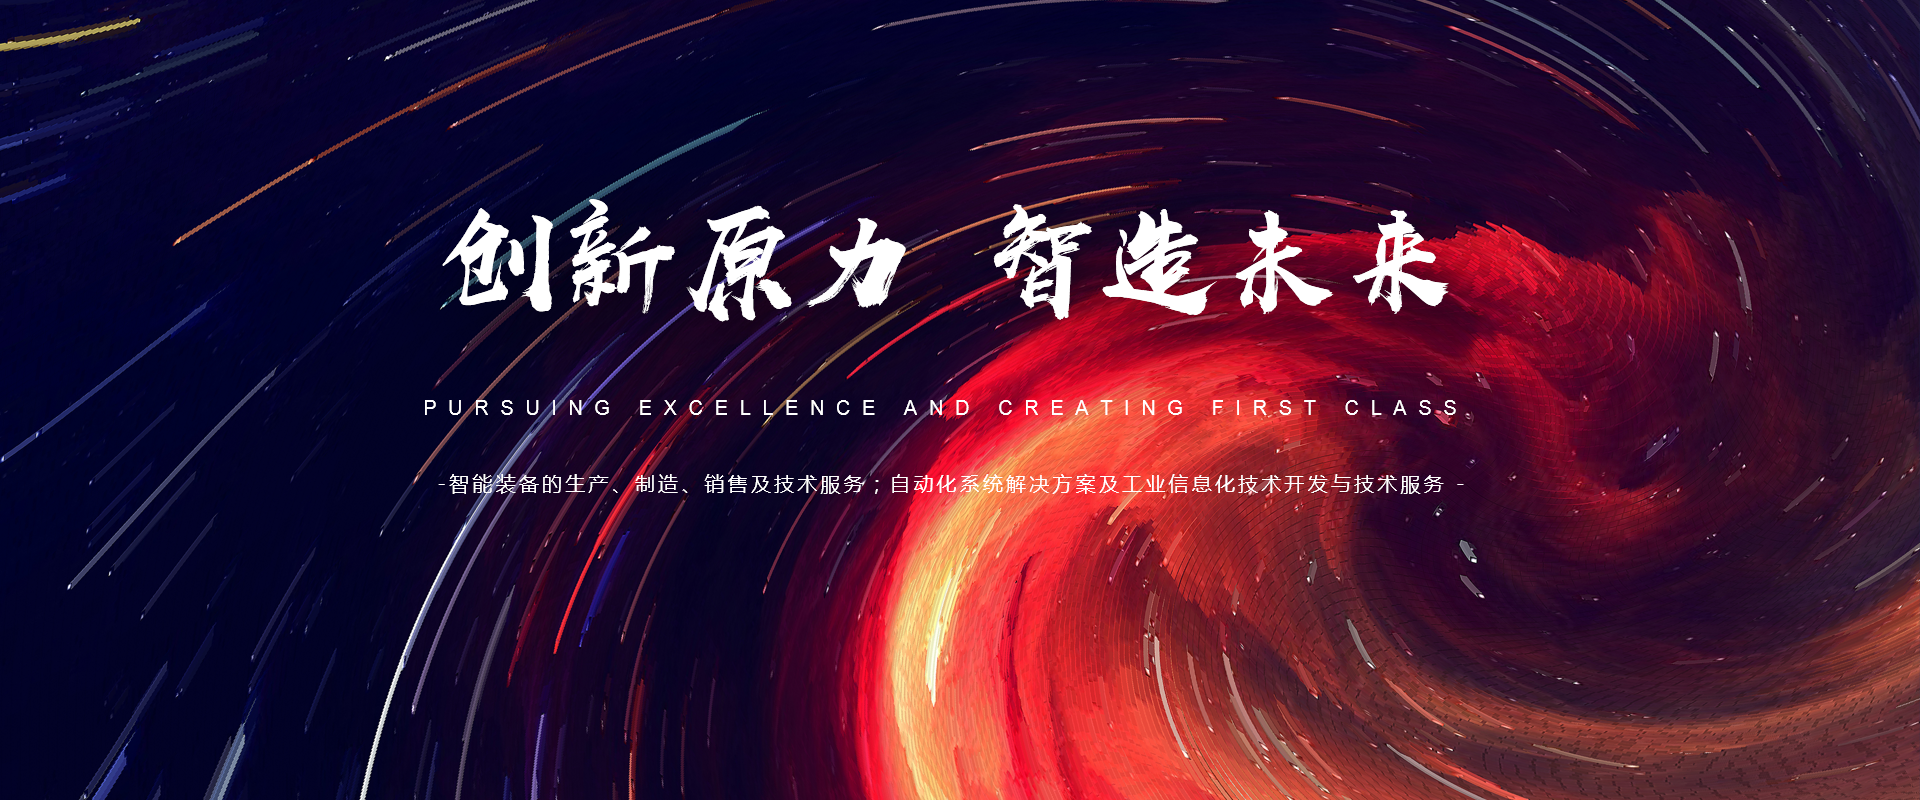 创新原力 智造未来
PURSUING EXCELLENCE AND CREATING FIRST CLASS
-智能装备的生产、制造、销售及技术服务；自动化系统解决方案及工业信息化技术开发与技术服务 -